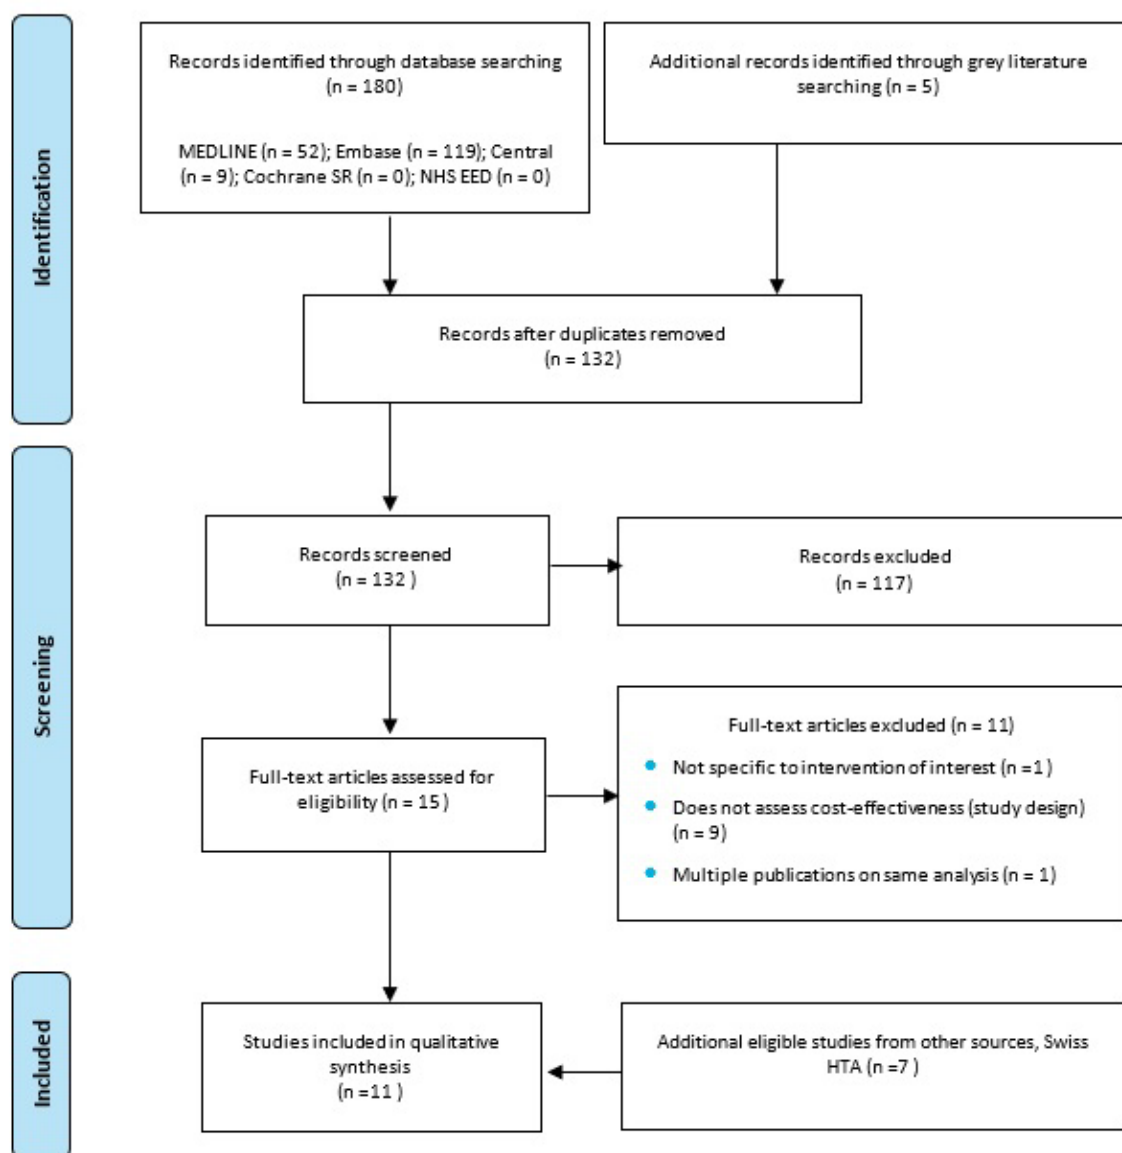 Identification
Records identified through database searching
(n = 180)
MEDLINE (n = 52); Embase (n = 119); Central
(n = 9); Cochrane SR (n = 0); NHS EED (n = 0)
Additional records identified through grey literature
searching (n = 5)
Records after duplicates removed
(n = 132)
Screening
Records screened
(n = 132 )
Records excluded
(n = 117)
Full-text articles assessed for
eligibility (n = 15 )
Full-text articles excluded (n = 11)
• Not specific to intervention of interest (n =1 )
• Does not assess cost-effectiveness (study design)
(n = 9)
• Multiple publications on same analysis (n = 1)
Included
Studies included in qualitative
synthesis
(n =11 )
Additional eligible studies from other sources, Swiss
HTA (n =7 )